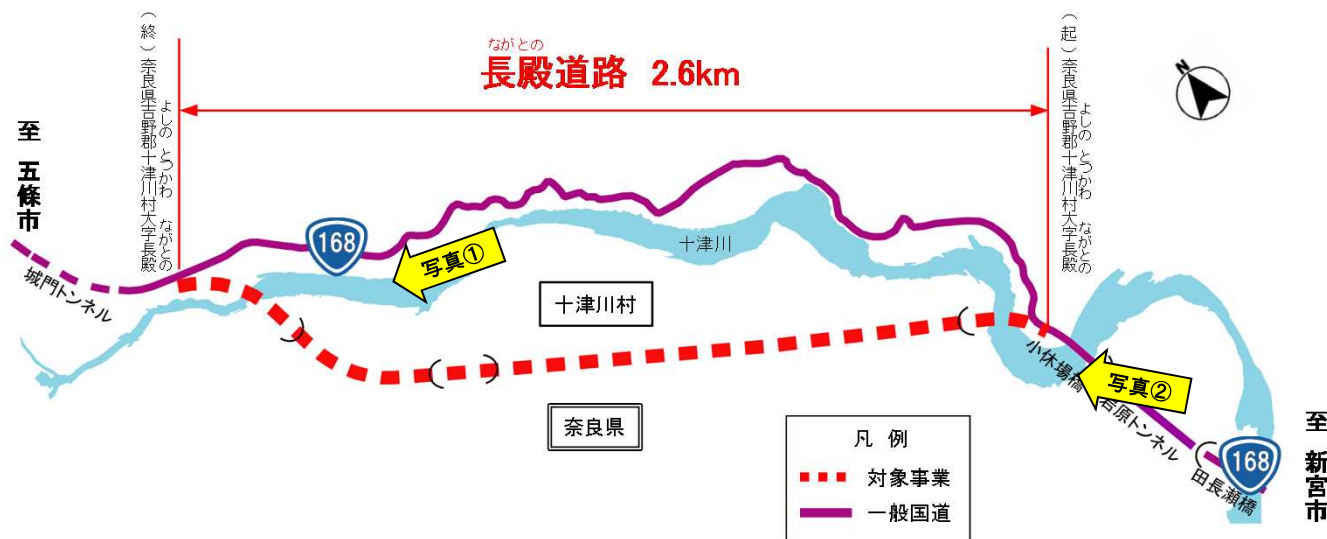 ながとの
長殿道路 2.6km
(終)奈良県吉野郡十津川村大字長殿
よしの とつかわ ながとの
(起)奈良県吉野郡十津川村大字長殿
よしの とつかわ ながとの
N
至 五條市
168
写真①
十津川
城門トンネル
十津川村
小休場橋
写真②
岩原トンネル
奈良県
168
田長瀬橋
至 新宮市
凡 例
対象事業
一般国道